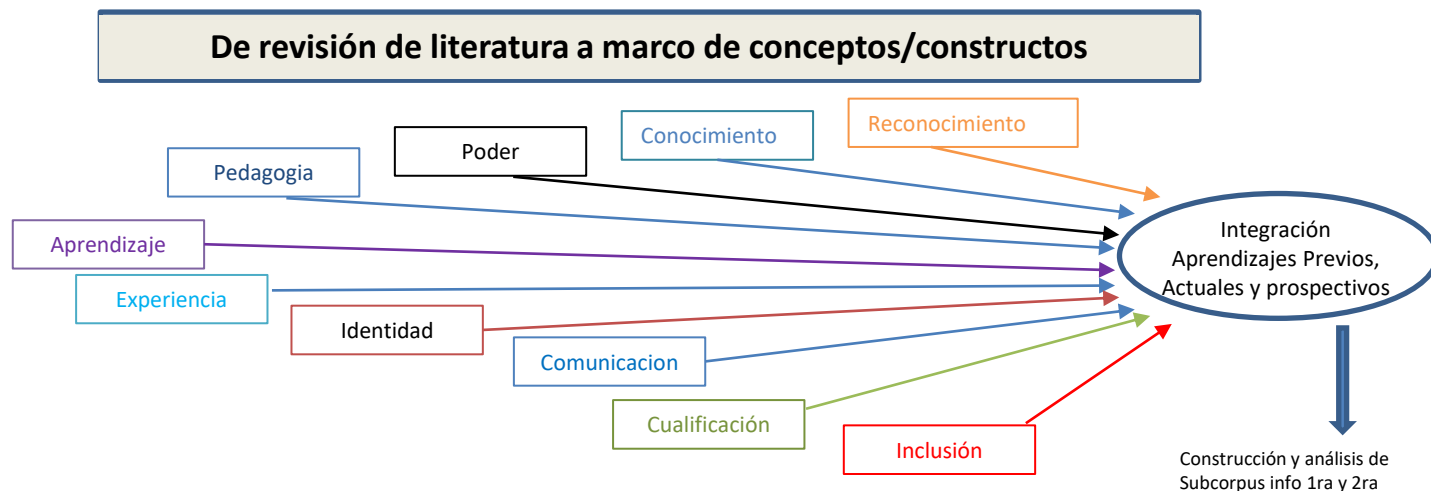 De revisión de literatura a marco de conceptos/constructos
Reconocimiento
Conocimiento
Poder
Pedagogia
Aprendizaje
Experiencia
Identidad
Comunicacion
Cualificación
Inclusión
Integración
Aprendizajes Previos,
Actuales y prospectivos
Construcción y análisis de
Subcorpus info 1ra y 2ra